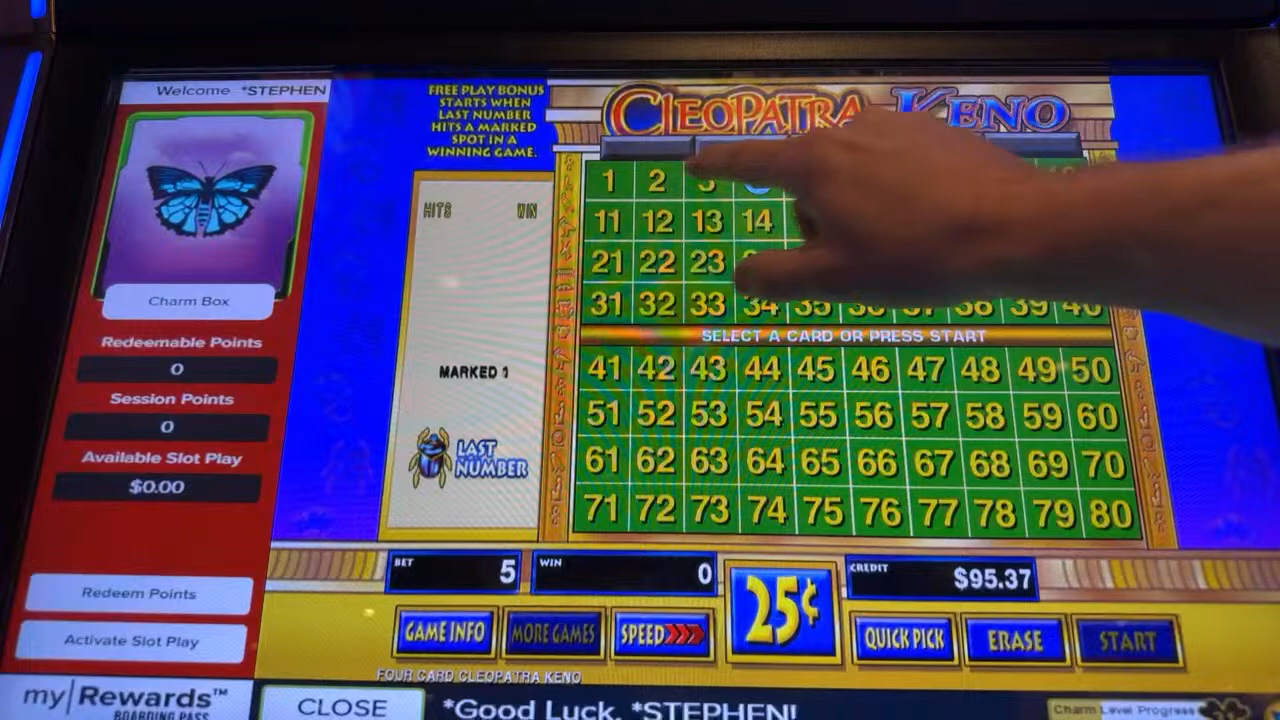 Welcome *STEPHEN
Charm Box
Redeemable Points
0
Session Points
0
Available Slot Play
$0.00
Redeem Points
Activate Slot Play
my|Rewards™
BOARDING PASS
FREE PLAY BONUS
STARTS WHEN
LAST NUMBER
HITS A MARKED
SPOT IN A
WINNING GAME.
HITS WIN
MARKED 1
LAST
NUMBER
CLEOPATRA KENO
1 2 3
11 12 13 14
21 22 23
31 32 33 34 35 36 37 38 39 40
SELECT A CARD OR PRESS START
41 42 43 44 45 46 47 48 49 50
51 52 53 54 55 56 57 58 59 60
61 62 63 64 65 66 67 68 69 70
71 72 73 74 75 76 77 78 79 80
BET 5 WIN 0 25¢ CREDIT $95.37
GAME INFO MORE GAMES SPEED QUICK PICK ERASE START
FOUR CARD CLEOPATRA KENO
CLOSE
*Good Luck, *STEPHEN!
Charm Level Progress